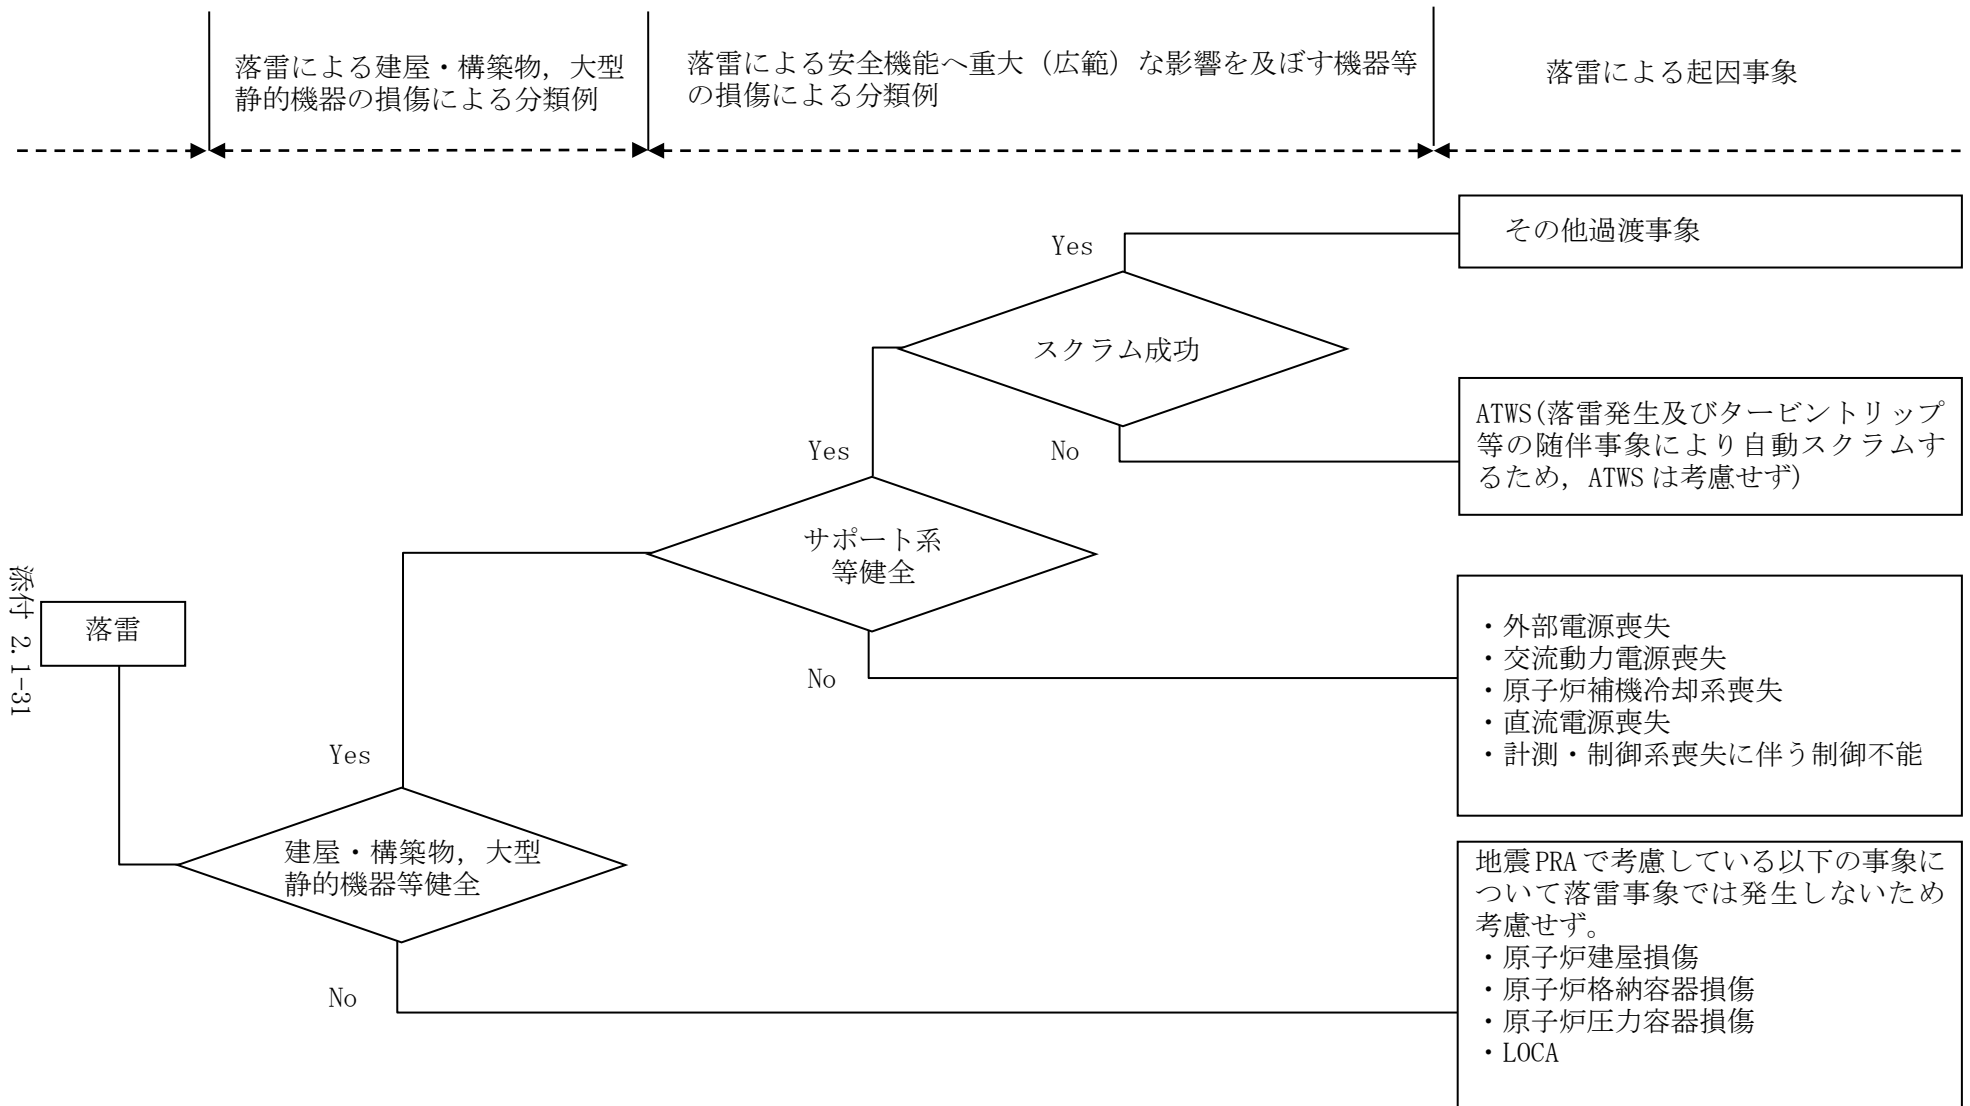 落雷による建屋・構築物，大型
静的機器の損傷による分類例
落雷による安全機能へ重大（広範）な影響を及ぼす機器等
の損傷による分類例
落雷による起因事象
Yes
その他過渡事象
スクラム成功
Yes
No
ATWS(落雷発生及びタービントリップ
等の随伴事象により自動スクラムす
るため，ATWS は考慮せず)
サポート系
等健全
添付 2.1-31
落雷
No
・外部電源喪失
・交流動力電源喪失
・原子炉補機冷却系喪失
・直流電源喪失
・計測・制御系喪失に伴う制御不能
Yes
建屋・構築物，大型
静的機器等健全
No
地震 PRA で考慮している以下の事象に
ついて落雷事象では発生しないため
考慮せず。
・原子炉建屋損傷
・原子炉格納容器損傷
・原子炉圧力容器損傷
・LOCA